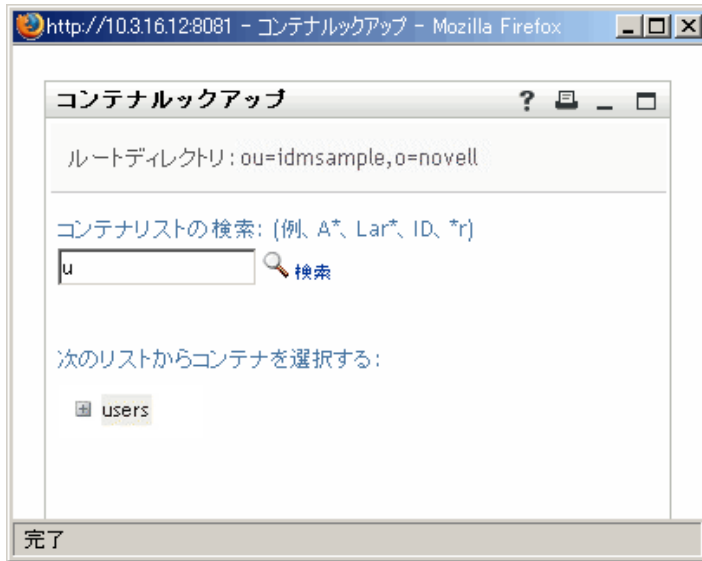 http://10.3.16.12:8081 - コンテナルックアップ - Mozilla Firefox
コンテナルックアップ ?
ルートディレクトリ: ou=idmsample,o=novell
コンテナリストの検索: (例、A*、Lar*、ID、*r)
u 検索
次のリストからコンテナを選択する:
users
完了